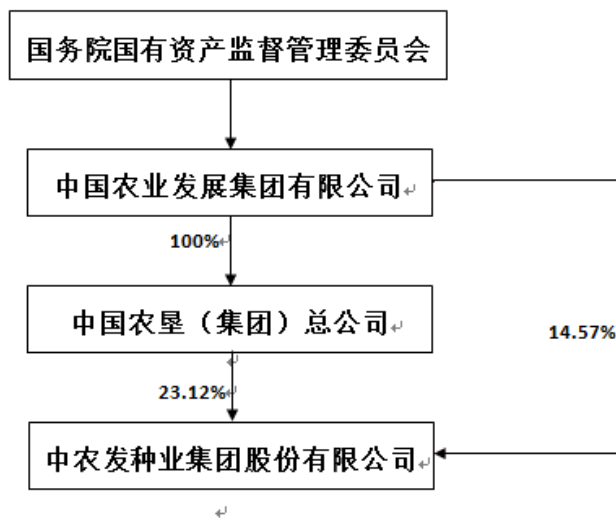 国务院国有资产监督管理委员会
中国农业发展集团有限公司
100%
中国农垦（集团）总公司
14.57%
23.12%
中农发种业集团股份有限公司